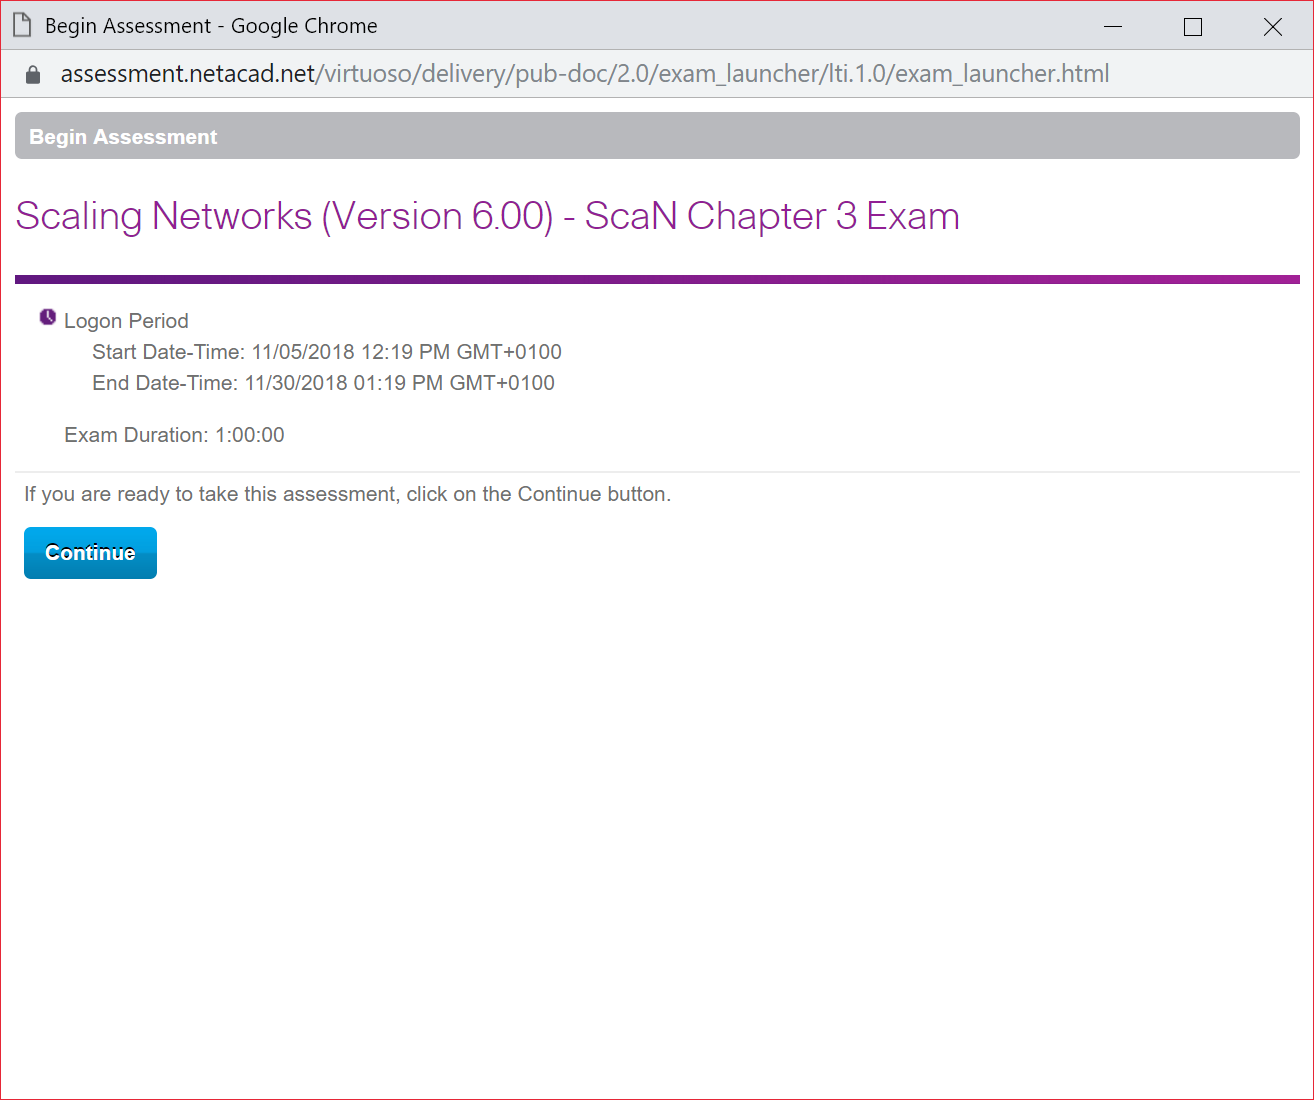 Begin Assessment - Google Chrome
assessment.netacad.net/virtuoso/delivery/pub-doc/2.0/exam_launcher/lti.1.0/exam_launcher.html
Begin Assessment
Scaling Networks (Version 6.00) - ScaN Chapter 3 Exam
Logon Period
Start Date-Time: 11/05/2018 12:19 PM GMT+0100
End Date-Time: 11/30/2018 01:19 PM GMT+0100
Exam Duration: 1:00:00
If you are ready to take this assessment, click on the Continue button.
Continue